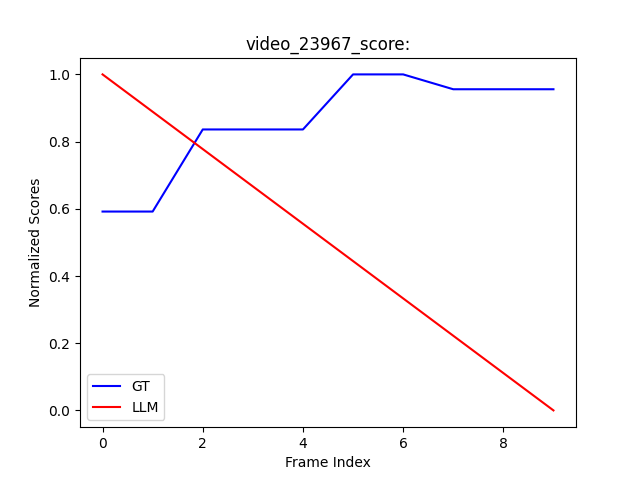 video_23967_score:
Normalized Scores
1.0
0.8
0.6
0.4
0.2
0.0
GT
LLM
0 2 4 6 8
Frame Index